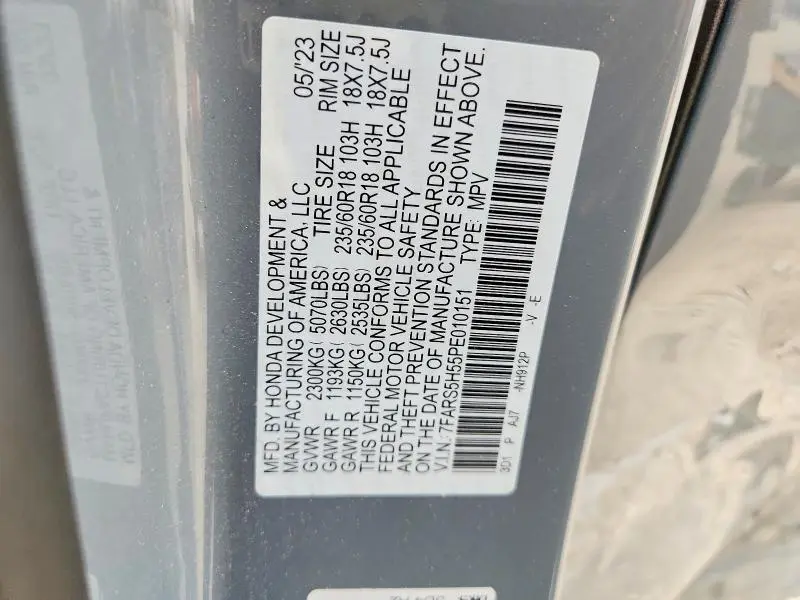 MFD. BY HONDA DEVELOPMENT &
MANUFACTURING OF AMERICA, LLC 05/'23
GVWR 2300KG( 5070LBS) TIRE SIZE RIM SIZE
GAWR F 1193KG( 2630LBS) 235/60R18 103H 18X7.5J
GAWR R 1150KG( 2535LBS) 235/60R18 103H 18X7.5J
THIS VEHICLE CONFORMS TO ALL APPLICABLE
FEDERAL MOTOR VEHICLE SAFETY
AND THEFT PREVENTION STANDARDS IN EFFECT
ON THE DATE OF MANUFACTURE SHOWN ABOVE.
V.I.N: 7FARS5H55PE010151 TYPE: MPV
3D1 P AJ7 -NH912P -V -E